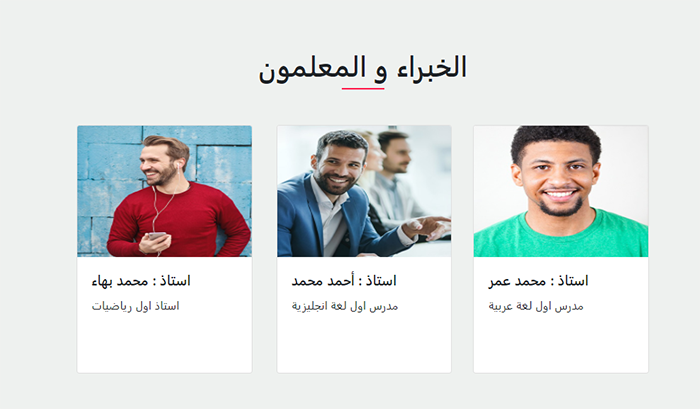 الخبراء و المعلمون
استاذ : محمد عمر
مدرس اول لغة عربية
استاذ : أحمد محمد
مدرس اول لغة انجليزية
استاذ : محمد بهاء
استاذ اول رياضيات